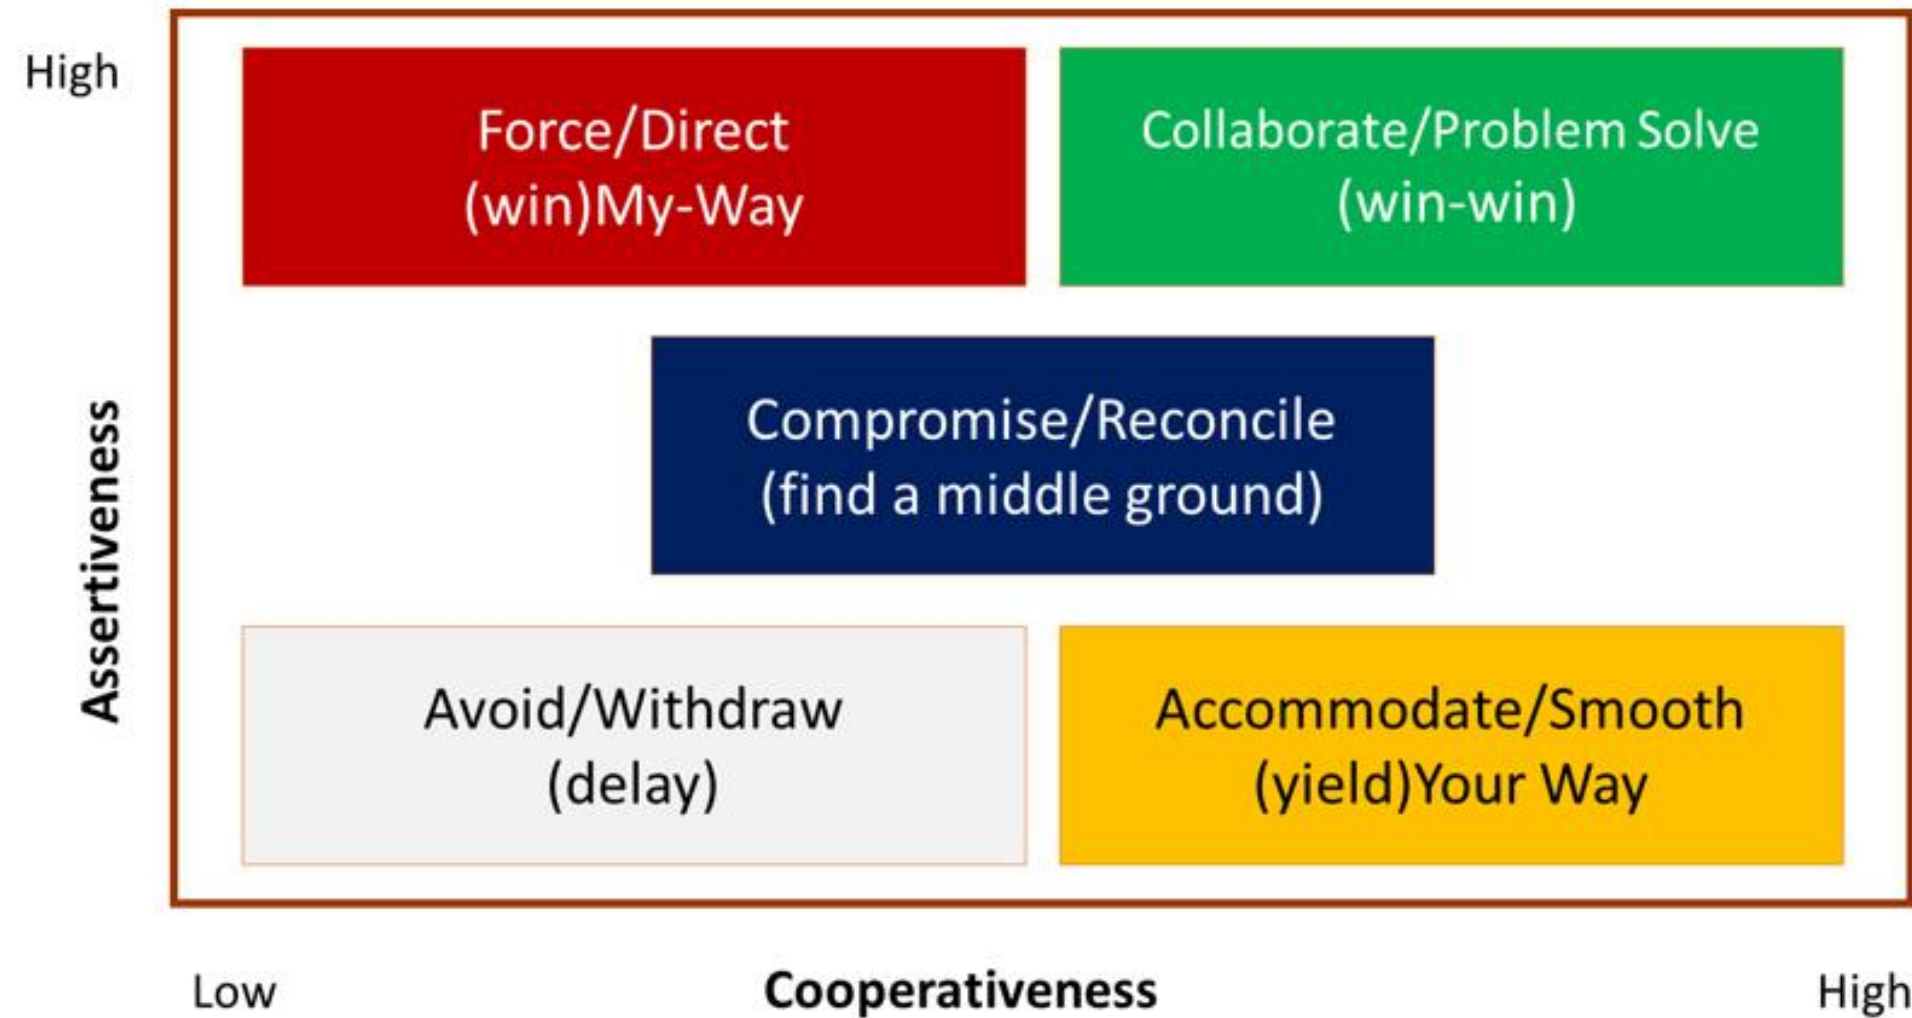 High
Force/Direct
(win)My-Way
Collaborate/Problem Solve
(win-win)
Compromise/Reconcile
(find a middle ground)
Assertiveness
Avoid/Withdraw
(delay)
Accommodate/Smooth
(yield)Your Way
Low
Cooperativeness
High